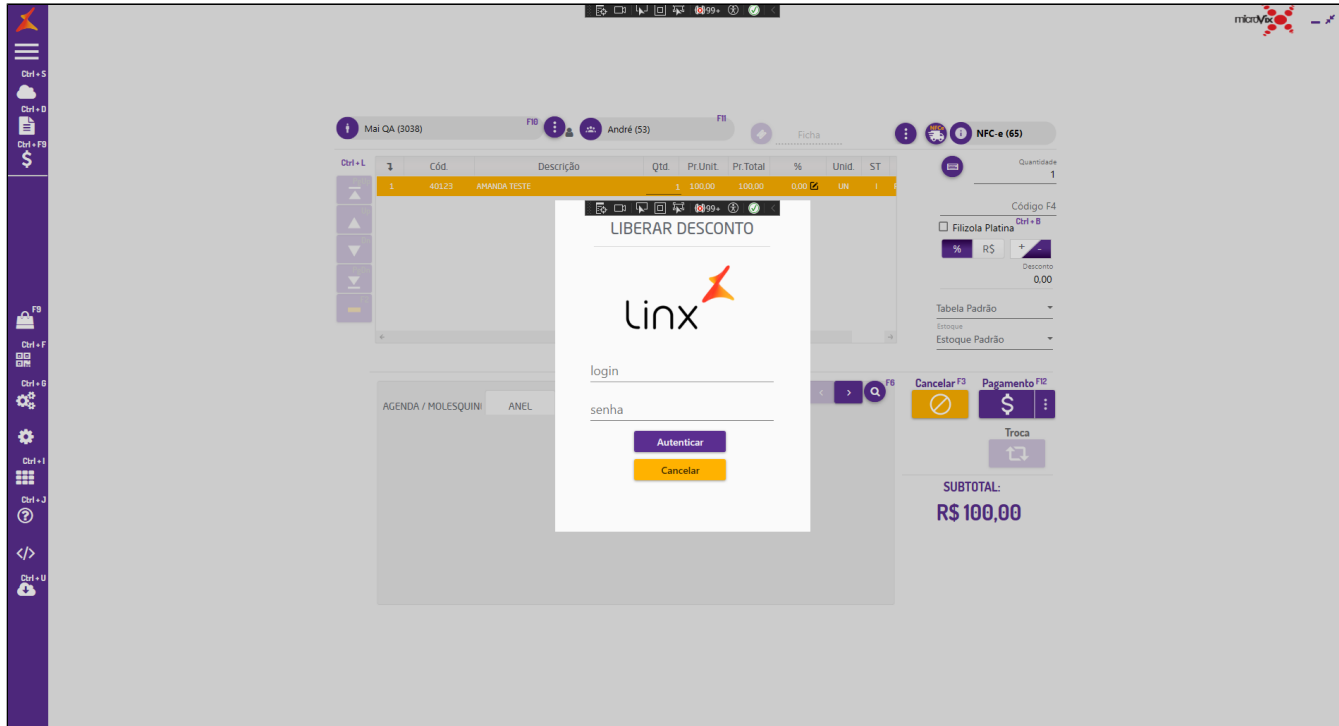 99+
microvix
Ctrl + S
Ctrl + D
Ctrl + F9
F9
Ctrl + F
Ctrl + G
Ctrl + I
Ctrl + J
Ctrl + U
Mai QA (3038)
F10
André (53)
F11
Ficha
NFC-e
NFC-e (65)
Ctrl + L
Cód. Descrição Qtd. Pr.Unit. Pr.Total % Unid. ST
1 40123 AMANDA TESTE 1 100,00 100,00 0,00 UN I
Quantidade
1
Código F4
Filizola Platina
Ctrl + B
% R$ + -
Desconto
0,00
Tabela Padrão
Estoque
Estoque Padrão
99+
LIBERAR DESCONTO
Linx
login
senha
Autenticar
Cancelar
AGENDA / MOLESQUIN
ANEL
F6
Cancelar F3
Pagamento F12
Troca
SUBTOTAL:
R$ 100,00